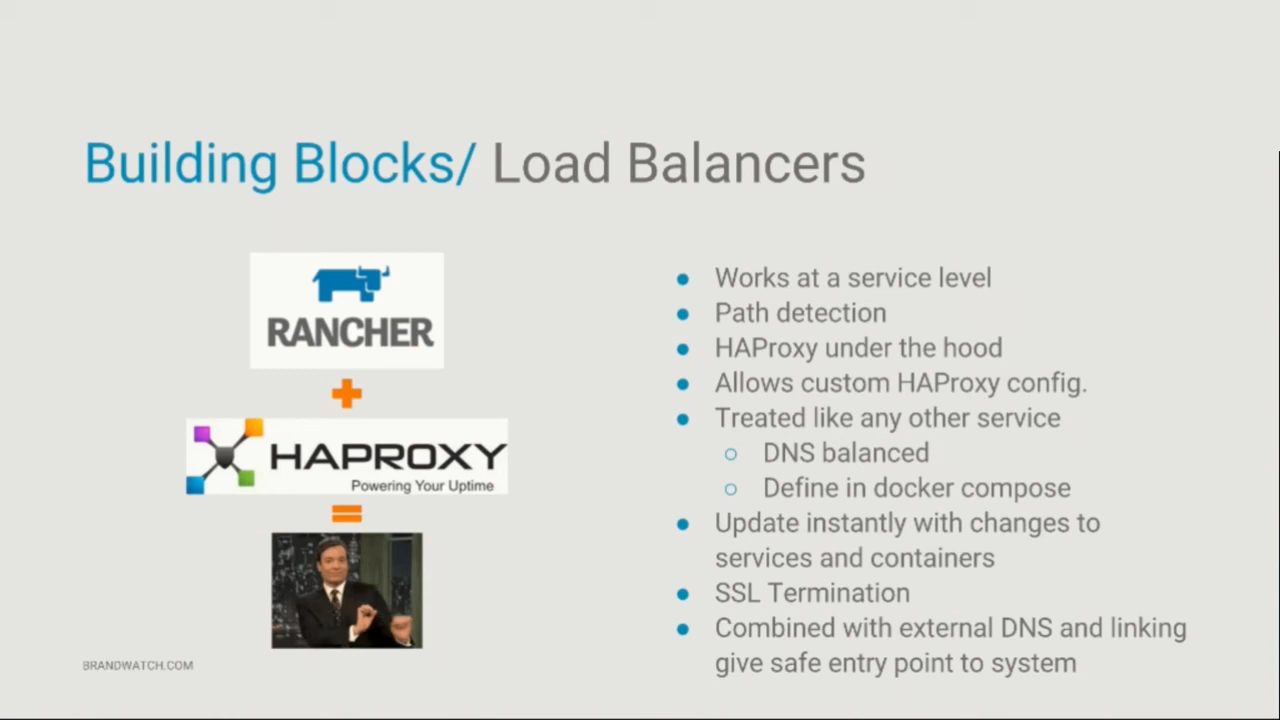 Building Blocks/ Load Balancers
RANCHER
HAPROXY
Powering Your Uptime
BRANDWATCH.COM
● Works at a service level
● Path detection
● HAProxy under the hood
● Allows custom HAProxy config.
● Treated like any other service
○ DNS balanced
○ Define in docker compose
● Update instantly with changes to
services and containers
● SSL Termination
● Combined with external DNS and linking
give safe entry point to system